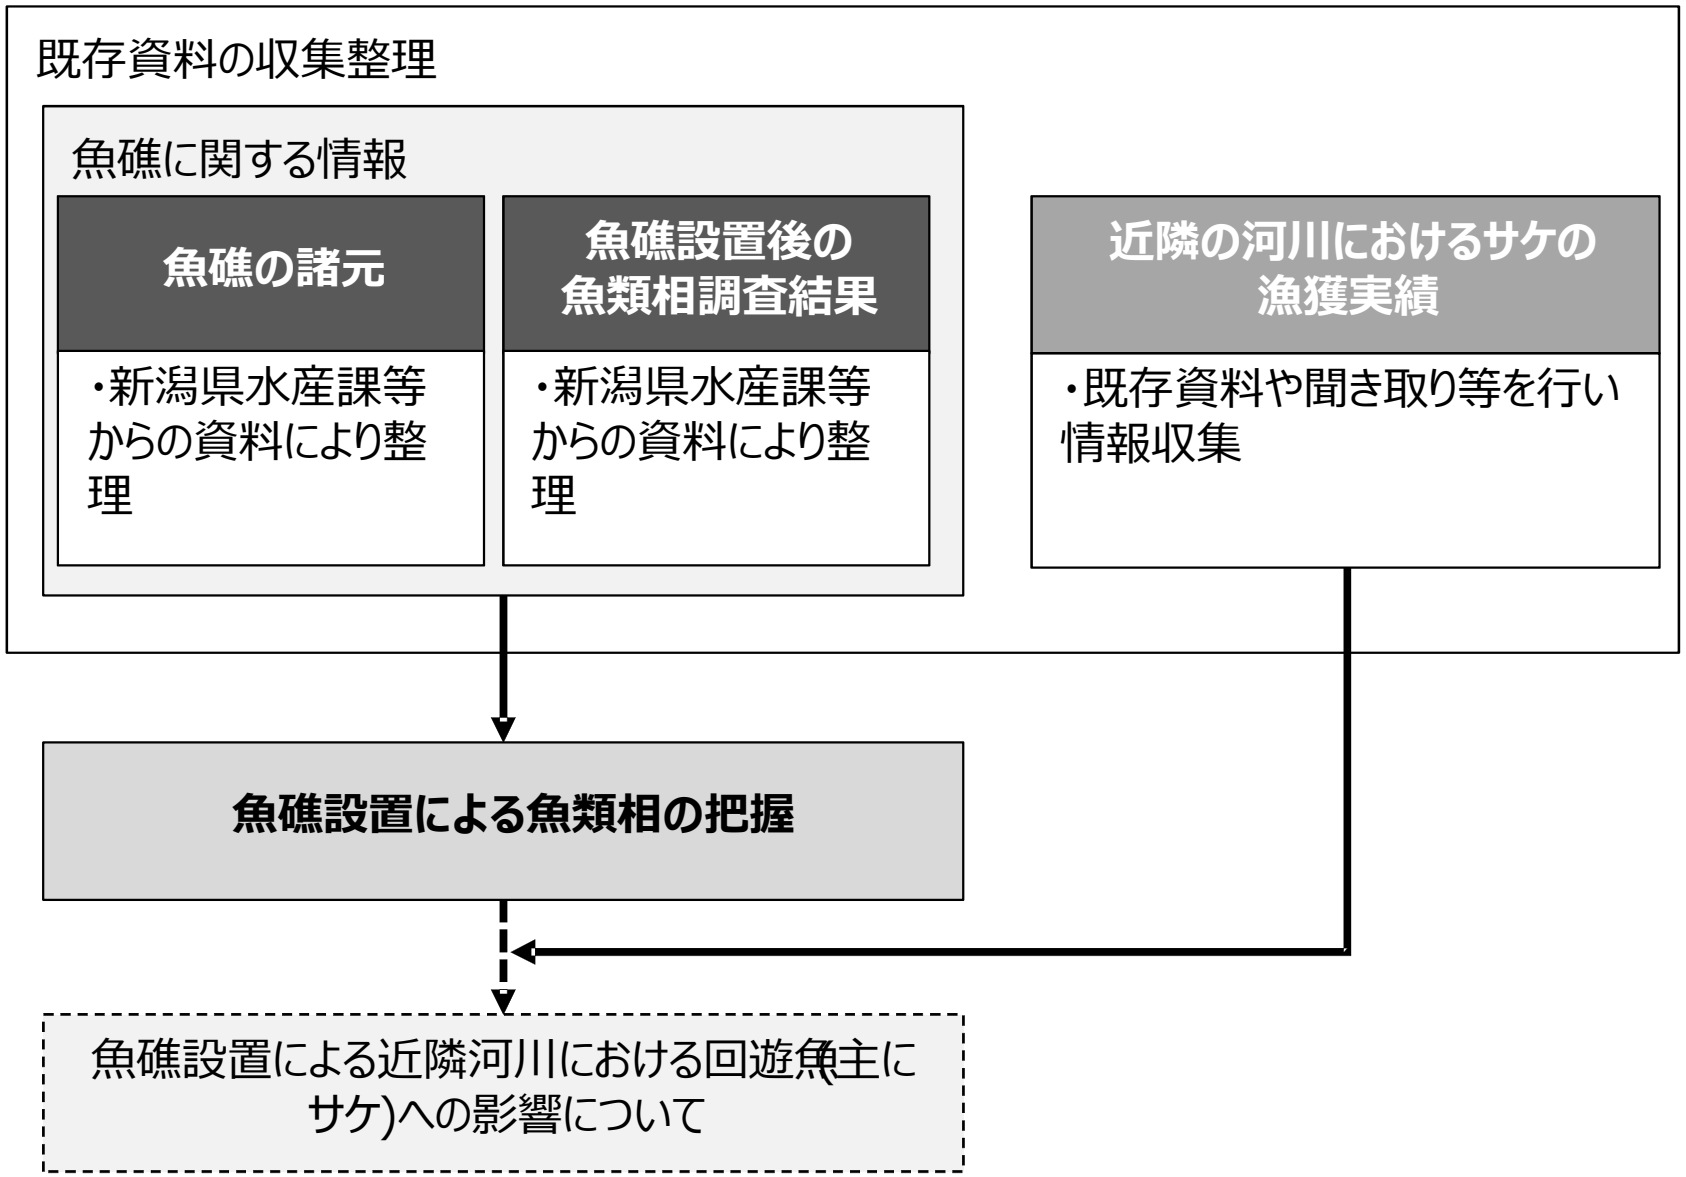 既存資料の収集整理
魚礁に関する情報
魚礁の諸元
・新潟県水産課等
からの資料により整
理
魚礁設置後の
魚類相調査結果
・新潟県水産課等
からの資料により整
理
近隣の河川におけるサケの
漁獲実績
・既存資料や聞き取り等を行い
情報収集
魚礁設置による魚類相の把握
魚礁設置による近隣河川における回遊魚(主に
サケ)への影響について